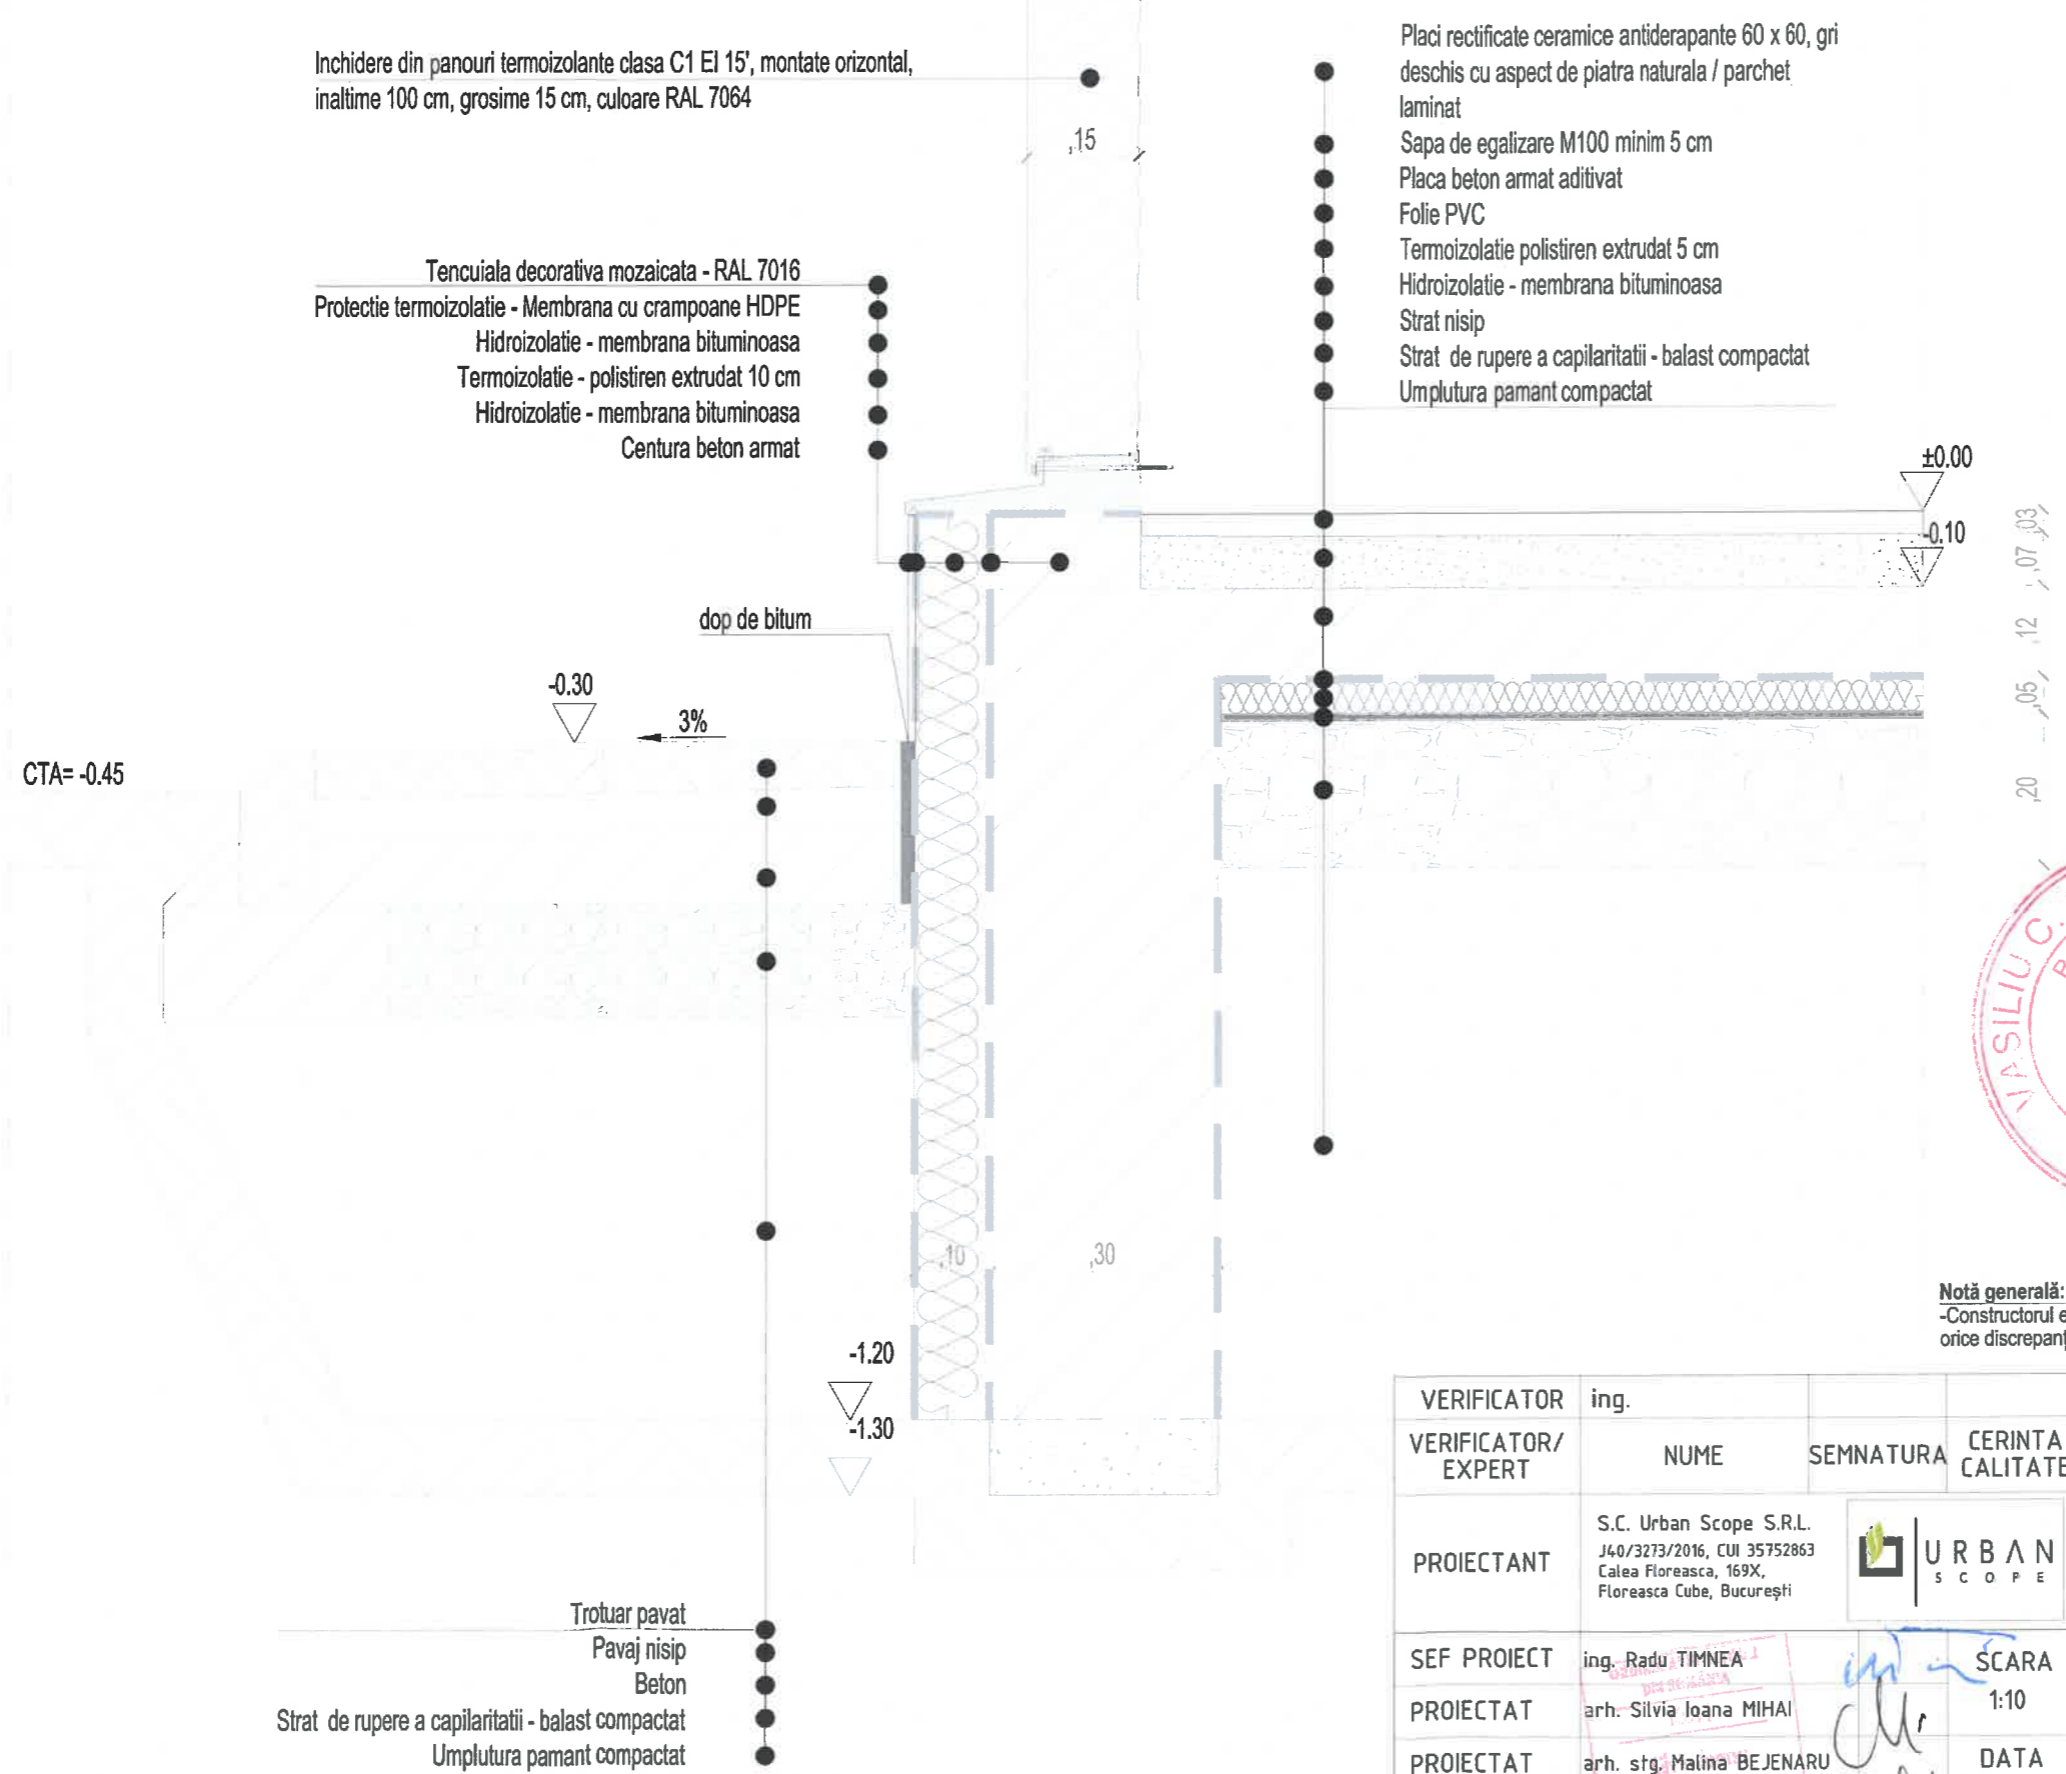 Inchidere din panouri termoizolante clasa C1 EI 15', montate orizontal,
inaltime 100 cm, grosime 15 cm, culoare RAL 7064
,15
Placi rectificate ceramice antiderapante 60 x 60, gri
deschis cu aspect de piatra naturala / parchet
laminat
Sapa de egalizare M100 minim 5 cm
Placa beton armat aditivat
Folie PVC
Termoizolatie polistiren extrudat 5 cm
Hidroizolatie - membrana bituminoasa
Strat nisip
Strat de rupere a capilaritatii - balast compactat
Umplutura pamant compactat
Tencuiala decorativa mozaicata - RAL 7016
Protectie termoizolatie - Membrana cu crampoane HDPE
Hidroizolatie - membrana bituminoasa
Termoizolatie - polistiren extrudat 10 cm
Hidroizolatie - membrana bituminoasa
Centura beton armat
±0.00
-0.10
,03
,07
,12
,05
,20
dop de bitum
-0.30
3%
CTA= -0.45
,10
,30
-1.20
-1.30
VASILIU C.
Notă generală:
-Constructorul e
orice discrepanț
VERIFICATOR ing.
VERIFICATOR/
EXPERT
NUME
SEMNATURA
CERINTA
CALITATE
PROIECTANT
S.C. Urban Scope S.R.L.
J40/3273/2016, CUI 35752863
Calea Floreasca, 169X,
Floreasca Cube, București
URBAN
SCOPE
SEF PROIECT ing. Radu TIMNEA
SCARA
1:10
PROIECTAT arh. Silvia Ioana MIHAI
PROIECTAT arh. stg. Malina BEJENARU
DATA
Trotuar pavat
Pavaj nisip
Beton
Strat de rupere a capilaritatii - balast compactat
Umplutura pamant compactat